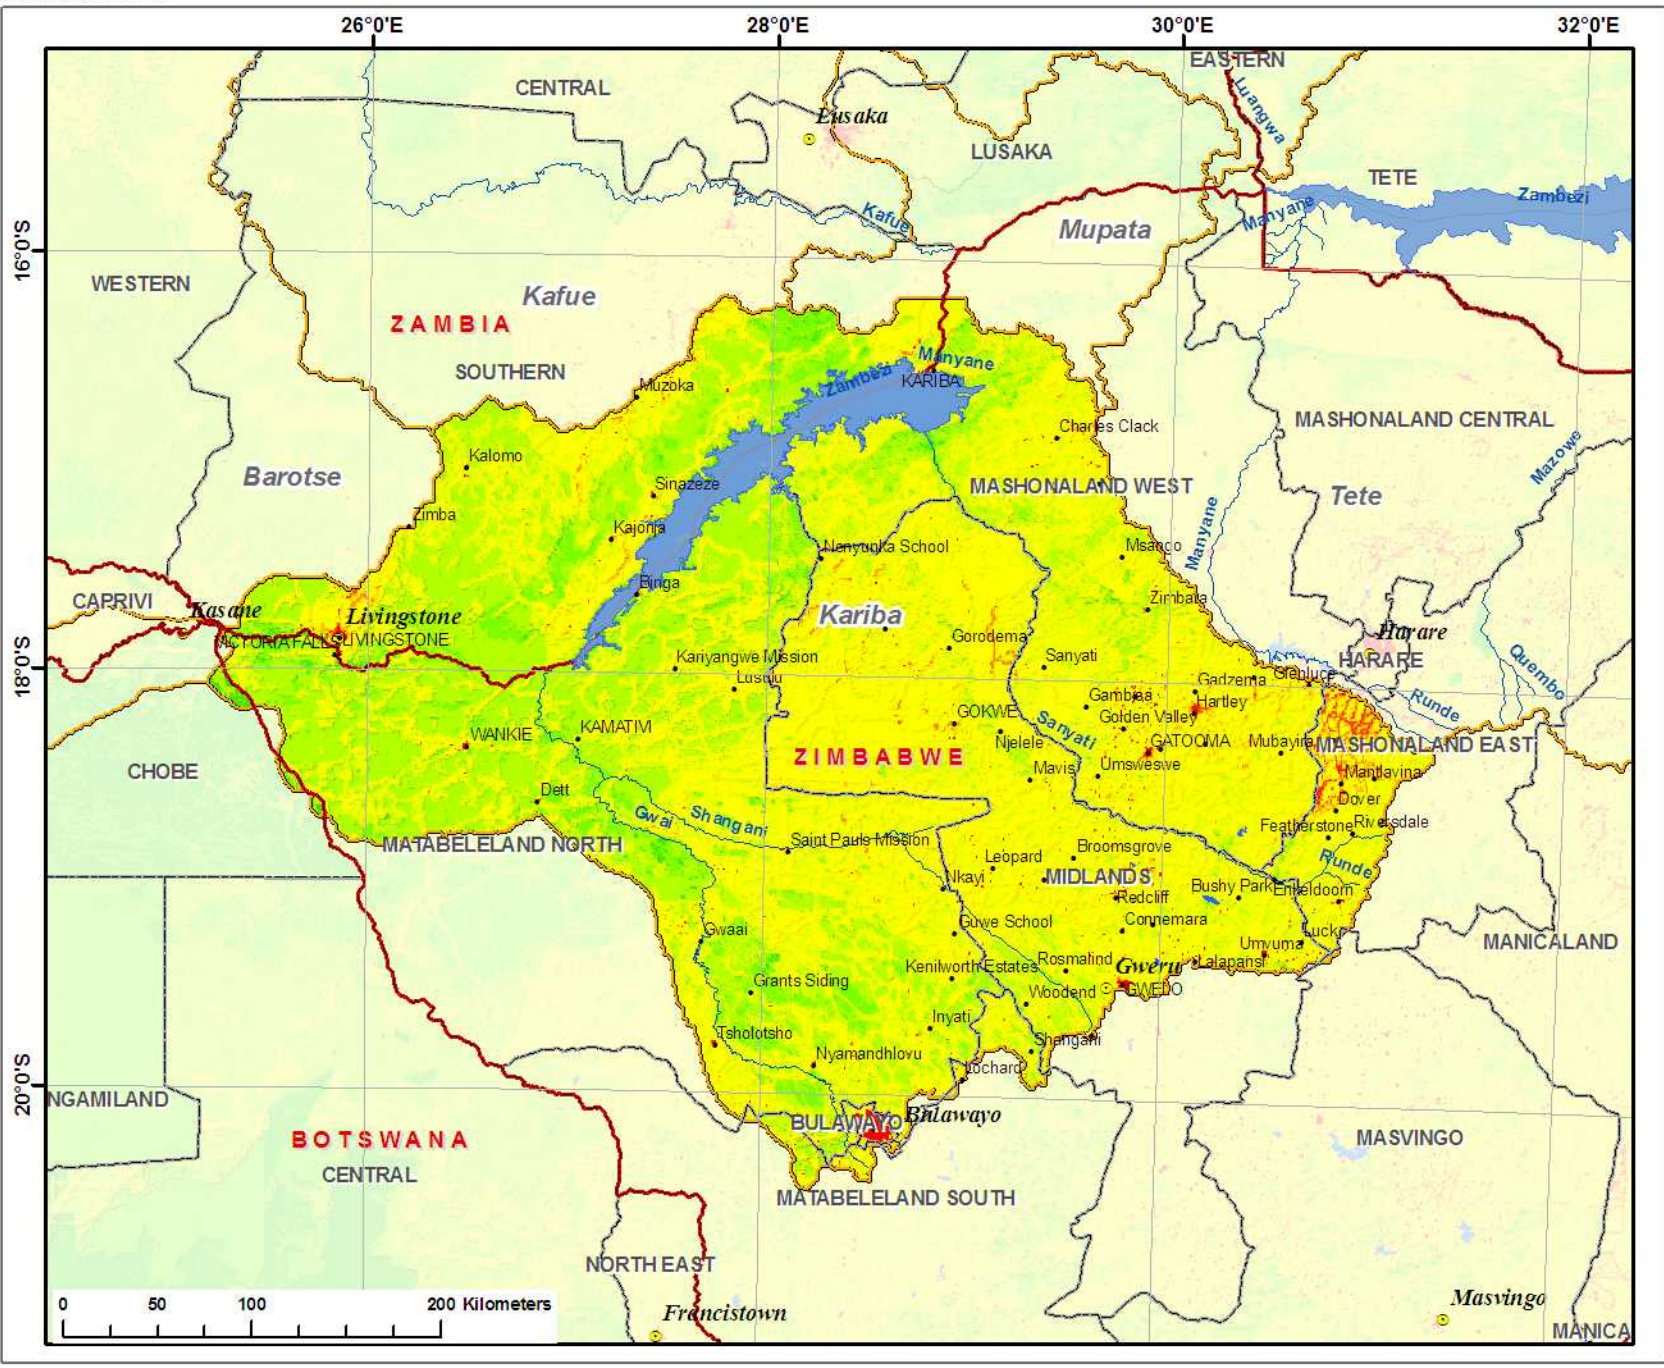 26°0'E
28°0'E
30°0'E
32°0'E
EASTERN
CENTRAL
Luangwa
Lusaka
LUSAKA
TETE
Zambezi
Kafue
Manyane
Mupata
16°0'S
WESTERN
Kafue
ZAMBIA
SOUTHERN
Manyane
Zambezi
KARIBA
Muzoka
MASHONALAND CENTRAL
Charles Clack
Mazowe
Kalomo
Barotse
Sinazeze
MASHONALAND WEST
Tete
Zimba
Kajonja
Manyane
Nenyunka School
Msango
Binga
CAPRIVI
Kasane
Livingstone
Kariba
Zimbata
VICTORIA FALLS
LIVINGSTONE
Gorodema
Harare
HARARE
18°0'S
Kariyangwe Mission
Sanyati
Lusulu
Gadzema
Glenluce
Quembo
Hartley
Runde
GOKWE
Golden Valley
Sanyati
WANKIE
KAMATIVI
Njelele
GATOOMA
Mubayira
MASHONALAND EAST
ZIMBABWE
CHOBE
Mavis
Umsweswe
Dett
Dover
Gwai
Shangani
Featherstone
Riversdale
MATABELELAND NORTH
Saint Pauls Mission
Broomsgrove
Leopard
Runde
Nkayi
MIDLANDS
Bushy Park
Enkeldoorn
Redcliff
Gwaai
Guwe School
Connemara
Lucki
Umvuma
MANICALAND
Kenilworth Estates
Rosmalind
Gweru
Lalapansi
Grants Siding
Woodend
GWELO
Inyati
Tsholotsho
Shangani
Nyamandhlovu
Lochard
20°0'S
NGAMILAND
BULAWAYO
Bulawayo
BOTSWANA
CENTRAL
MASVINGO
MATABELELAND SOUTH
NORTH EAST
0 50 100 200 Kilometers
Francistown
Masvingo
MANICA